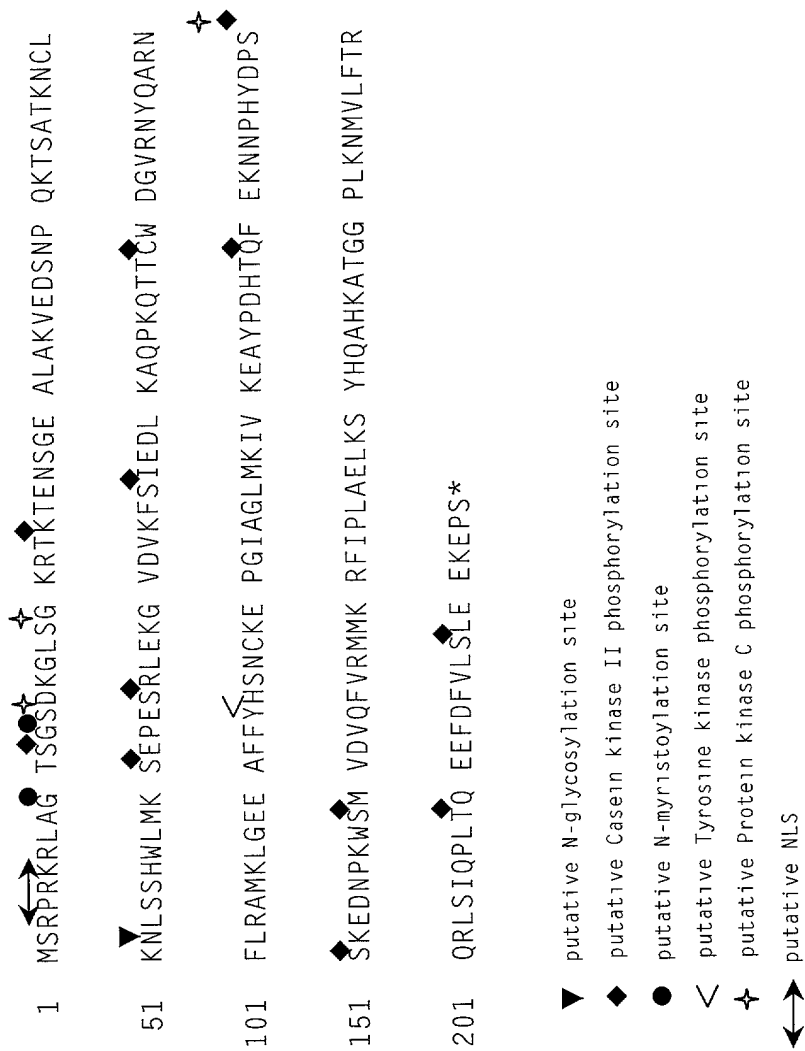 1 MSRPRKRLAG TSGSDKGLSG KRTKTENSGE ALAKVEDSNP QKTSATKNCL
51 KNLSSHWLMK SEPESRLEKG VDVKFSIEDL KAQPKQTTCW DGVRNYQARN
101 FLRAMKLGEE AFFYHSNCKE PGIAGLMKIV KEAYPDHTQF EKNNPHYDPS
151 SKEDNPKWSM VDVQFVRMMK RFIPLAELKS YHQAHKATGG PLKNMVLFTR
201 QRLSIQPLTQ EEFDFVLSLE EKEPS*
putative N-glycosylation site
putative Casein kinase II phosphorylation site
putative N-myristoylation site
putative Tyrosine kinase phosphorylation site
putative Protein C phosphorylation site
putative NLS